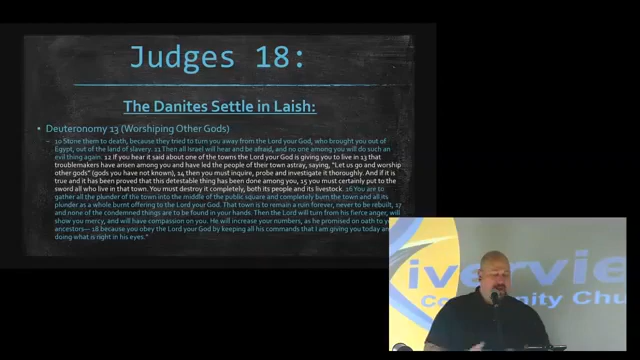 Judges 18:
The Danites Settle in Laish:
Deuteronomy 13 (Worshiping Other Gods)
10 Stone them to death, because they tried to turn you away from the Lord your God, who brought you out of
Egypt, out of the land of slavery. 11 Then all Israel will hear and be afraid, and no one among you will do such an
evil thing again. 12 If you hear it said about one of the towns the Lord your God is giving you to live in 13 that
troublemakers have arisen among you and have led the people of their town astray, saying, "Let us go and worship
other gods" (gods you have not known), 14 then you must inquire, probe and investigate it thoroughly. And if it is
true and it has been proved that this detestable thing has been done among you, 15 you must certainly put to the
sword all who live in that town. You must destroy it completely, both its people and its livestock. 16 You are to
gather all the plunder of the town into the middle of the public square and completely burn the town and all its
plunder as a whole burnt offering to the Lord your God. That town is to remain a ruin forever, never to be rebuilt, 17
and none of the condemned things are to be found in your hands. Then the Lord will turn from his fierce anger, will
show you mercy, and will have compassion on you. He will increase your numbers, as he promised on oath to your
ancestors— 18 because you obey the Lord your God by keeping all his commands that I am giving you today and
doing what is right in his eyes."
iverview
Community Chu